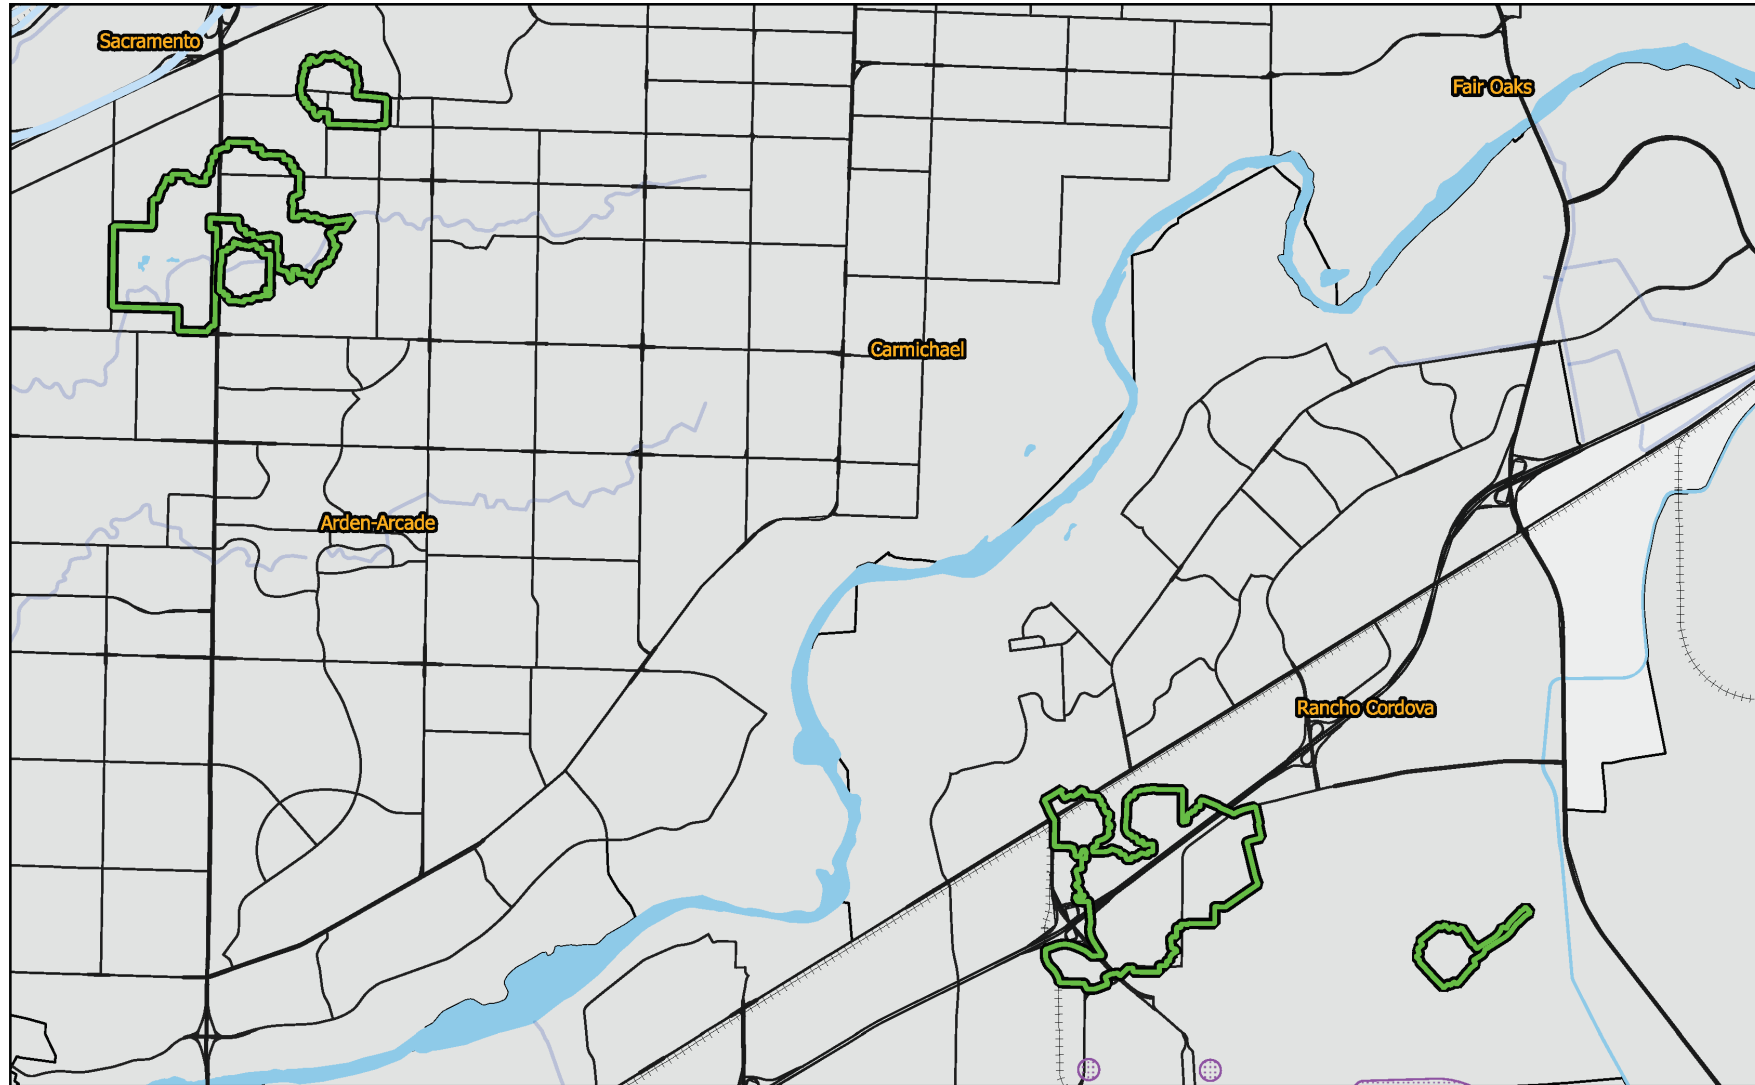 Sacramento
Fair Oaks
Carmichael
Arden-Arcade
Rancho Cordova